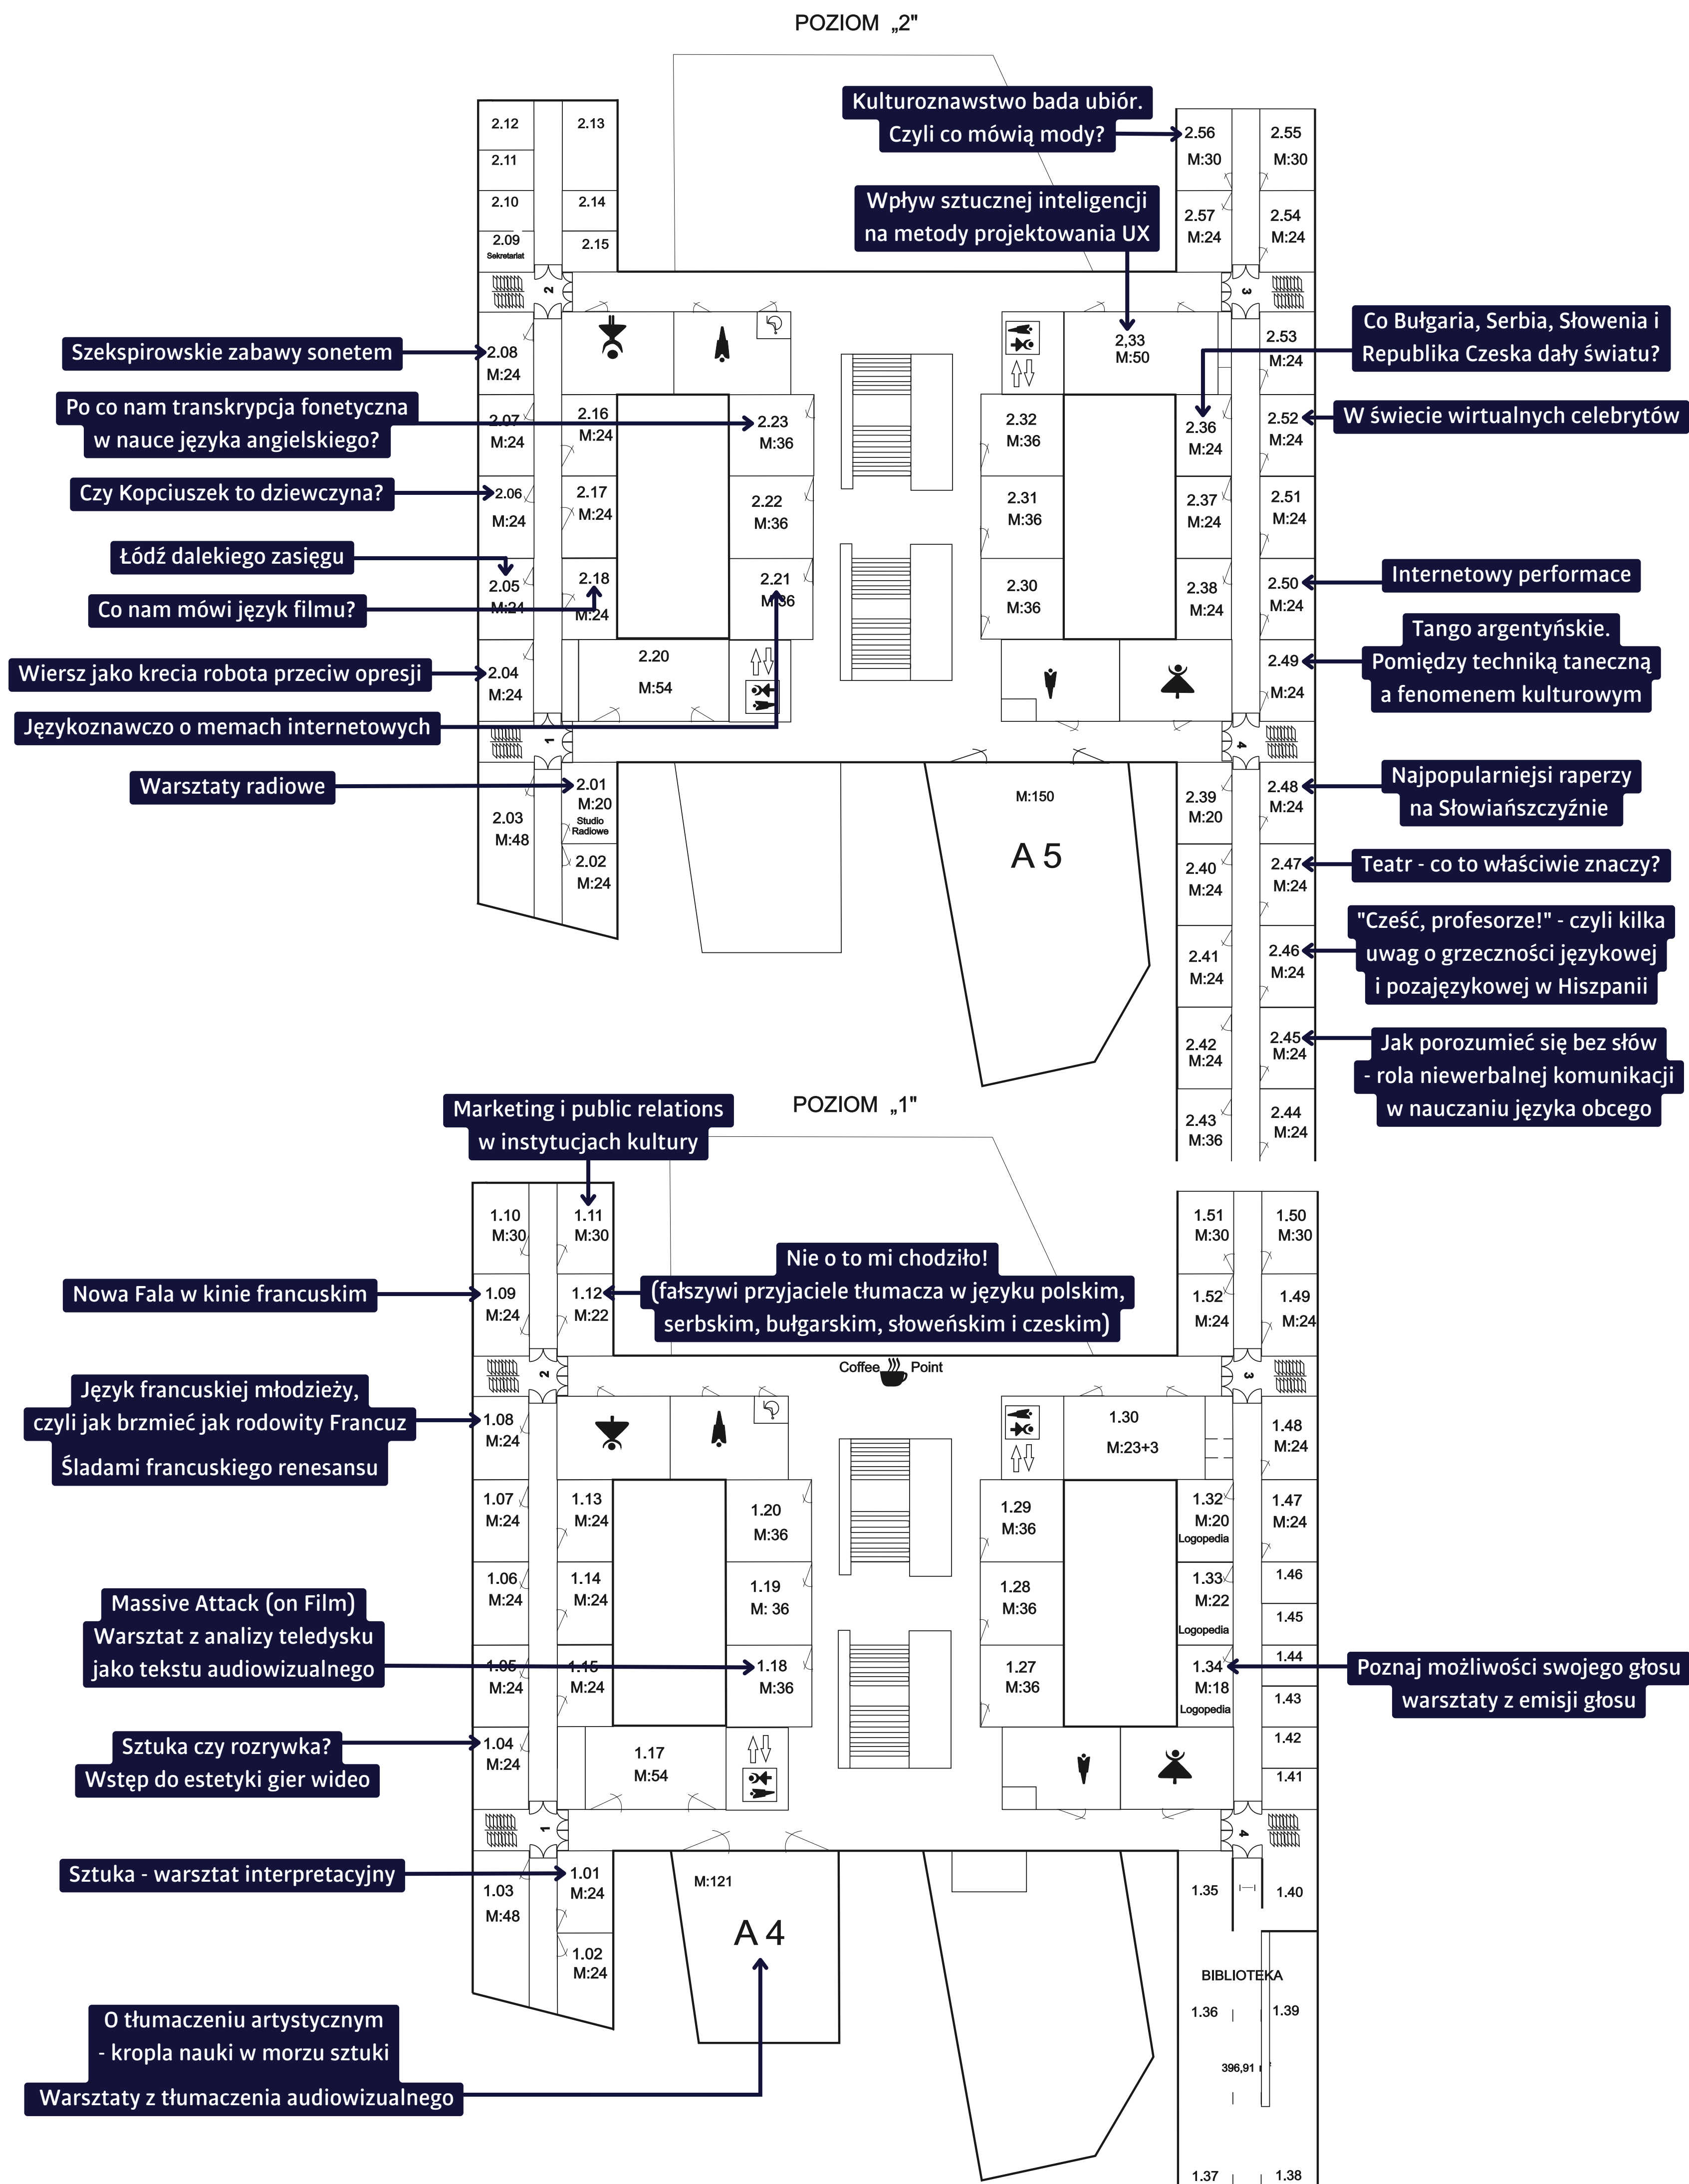 POZIOM „2"
Kulturoznawstwo bada ubiór.
Czyli co mówią mody?
2.12
2.13
2.56
M:30
2.55
M:30
2.11
2.10
2.14
2.09
Sekretariat
2.15
Wpływ sztucznej inteligencji
na metody projektowania UX
2.57
M:24
2.54
M:24
2
3
Szekspirowskie zabawy sonetem
2.08
M:24
2,33
M:50
2.53
M:24
Co Bułgaria, Serbia, Słowenia i
Republika Czeska dały światu?
Po co nam transkrypcja fonetyczna
w nauce języka angielskiego?
2.07
M:24
2.16
M:24
2.23
M:36
2.32
M:36
2.36
M:24
2.52
M:24
W świecie wirtualnych celebrytów
Czy Kopciuszek to dziewczyna?
2.06
M:24
2.17
M:24
2.22
M:36
2.31
M:36
2.37
M:24
2.51
M:24
Łódź dalekiego zasięgu
Co nam mówi język filmu?
2.05
M:24
2.18
M:24
2.21
M:36
2.30
M:36
2.38
M:24
2.50
M:24
Internetowy performace
Wiersz jako krecia robota przeciw opresji
2.04
M:24
2.20
M:54
2.49
M:24
Tango argentyńskie.
Pomiędzy techniką taneczną
a fenomenem kulturowym
Językoznawczo o memach internetowych
1
4
Warsztaty radiowe
2.01
M:20
Studio
Radiowe
2.03
M:48
2.02
M:24
M:150
A 5
2.39
M:20
2.48
M:24
Najpopularniejsi raperzy
na Słowiańszczyźnie
2.40
M:24
2.47
M:24
Teatr - co to właściwie znaczy?
2.41
M:24
2.46
M:24
"Cześć, profesorze!" - czyli kilka
uwag o grzeczności językowej
i pozajęzykowej w Hiszpanii
2.42
M:24
2.45
M:24
Jak porozumieć się bez słów
- rola niewerbalnej komunikacji
w nauczaniu języka obcego
2.43
M:36
2.44
M:24
POZIOM „1"
Marketing i public relations
w instytucjach kultury
1.10
M:30
1.11
M:30
1.51
M:30
1.50
M:30
Nowa Fala w kinie francuskim
1.09
M:24
1.12
M:22
Nie o to mi chodziło!
(fałszywi przyjaciele tłumacza w języku polskim,
serbskim, bułgarskim, słoweńskim i czeskim)
1.52
M:24
1.49
M:24
2
Coffee Point
3
Język francuskiej młodzieży,
czyli jak brzmieć jak rodowity Francuz
Śladami francuskiego renesansu
1.08
M:24
1.30
M:23+3
1.48
M:24
1.07
M:24
1.13
M:24
1.20
M:36
1.29
M:36
1.32
M:20
Logopedia
1.47
M:24
1.06
M:24
1.14
M:24
1.19
M: 36
1.28
M:36
1.33
M:22
Logopedia
1.46
1.45
Massive Attack (on Film)
Warsztat z analizy teledysku
jako tekstu audiowizualnego
1.05
M:24
1.15
M:24
1.18
M:36
1.27
M:36
1.34
M:18
Logopedia
1.44
1.43
Poznaj możliwości swojego głosu
warsztaty z emisji głosu
Sztuka czy rozrywka?
Wstęp do estetyki gier wideo
1.04
M:24
1.17
M:54
1.42
1.41
1
4
Sztuka - warsztat interpretacyjny
1.01
M:24
1.03
M:48
1.02
M:24
M:121
A 4
1.35
1.40
BIBLIOTEKA
1.36
1.39
396,91
O tłumaczeniu artystycznym
- kropla nauki w morzu sztuki
Warsztaty z tłumaczenia audiowizualnego
1.37
1.38